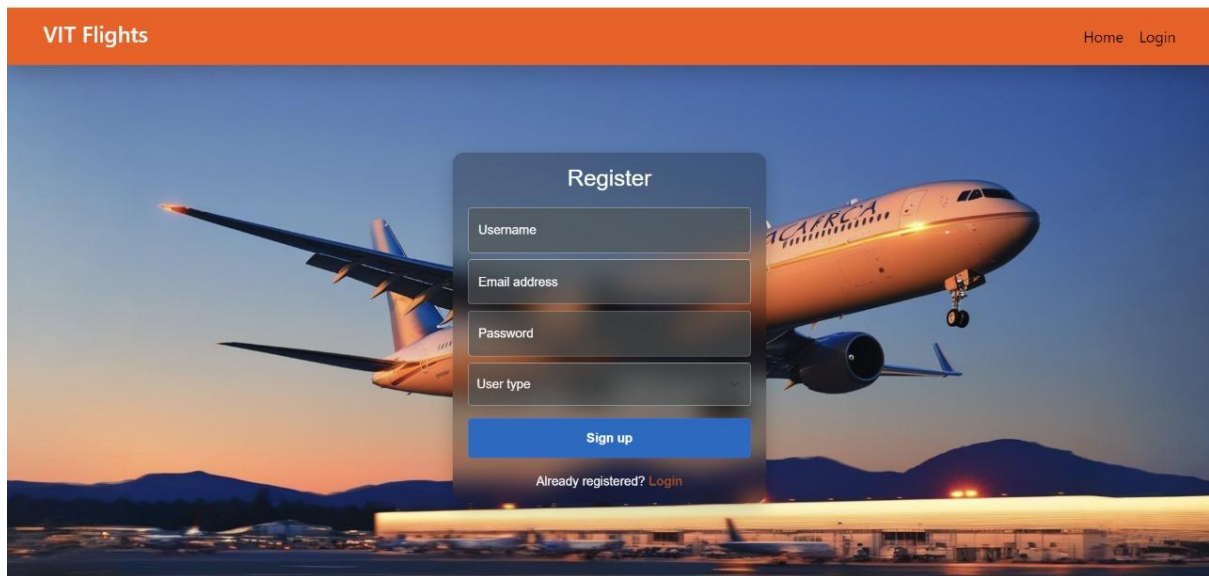 VIT Flights
Home Login
Register
Username
Email address
Password
User type
Sign up
Already registered? Login